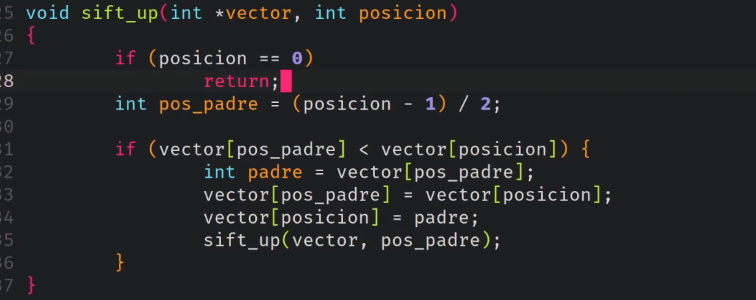 25 void sift_up(int *vector, int posicion)
26 {
27         if (posicion == 0)
28                 return;
29         int pos_padre = (posicion - 1) / 2;
30
31         if (vector[pos_padre] < vector[posicion]) {
32                 int padre = vector[pos_padre];
33                 vector[pos_padre] = vector[posicion];
34                 vector[posicion] = padre;
35                 sift_up(vector, pos_padre);
36         }
37 }